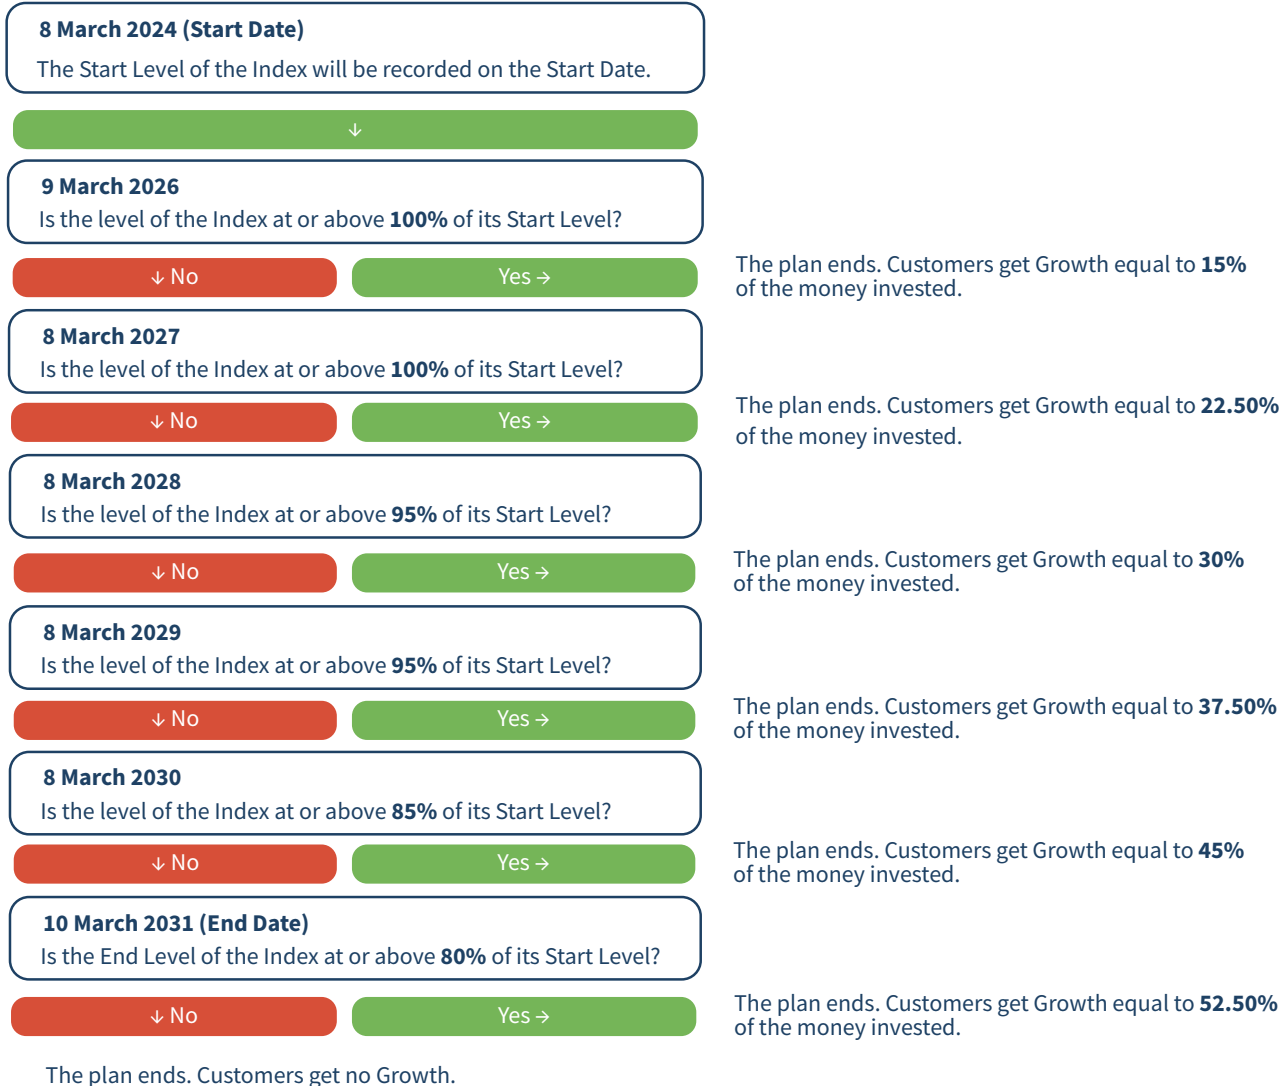 8 March 2024 (Start Date)
The Start Level of the Index will be recorded on the Start Date.
↓
9 March 2026
Is the level of the Index at or above 100% of its Start Level?
↓ No
Yes →
The plan ends. Customers get Growth equal to 15%
of the money invested.
8 March 2027
Is the level of the Index at or above 100% of its Start Level?
↓ No
Yes →
The plan ends. Customers get Growth equal to 22.50%
of the money invested.
8 March 2028
Is the level of the Index at or above 95% of its Start Level?
↓ No
Yes →
The plan ends. Customers get Growth equal to 30%
of the money invested.
8 March 2029
Is the level of the Index at or above 95% of its Start Level?
↓ No
Yes →
The plan ends. Customers get Growth equal to 37.50%
of the money invested.
8 March 2030
Is the level of the Index at or above 85% of its Start Level?
↓ No
Yes →
The plan ends. Customers get Growth equal to 45%
of the money invested.
10 March 2031 (End Date)
Is the End Level of the Index at or above 80% of its Start Level?
↓ No
Yes →
The plan ends. Customers get Growth equal to 52.50%
of the money invested.
The plan ends. Customers get no Growth.